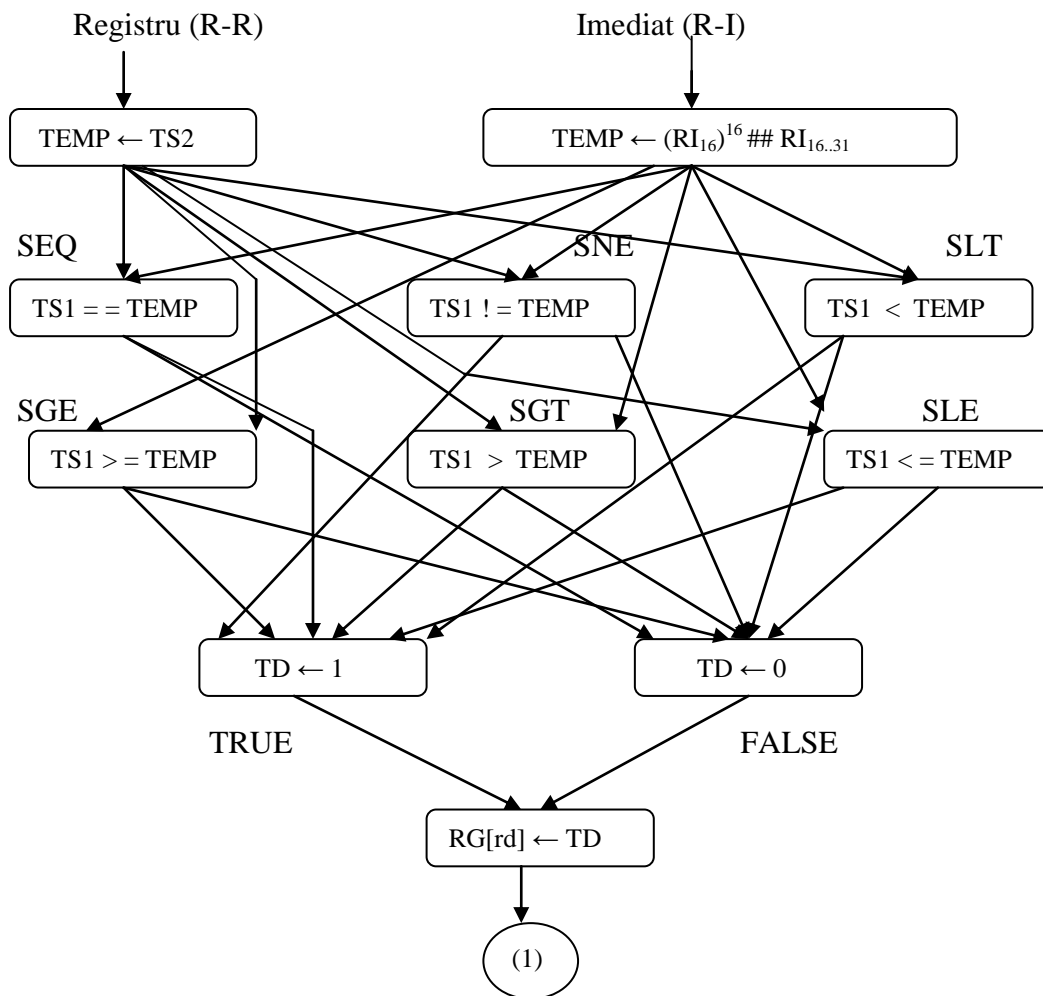 Registru (R-R)
Imediat (R-I)
TEMP ← TS2
TEMP ← (RI₁₆)¹⁶ ## RI₁₆..₃₁
SEQ
SNE
SLT
TS1 = = TEMP
TS1 ! = TEMP
TS1 < TEMP
SGE
SGT
SLE
TS1 > = TEMP
TS1 > TEMP
TS1 < = TEMP
TD ← 1
TD ← 0
TRUE
FALSE
RG[rd] ← TD
(1)